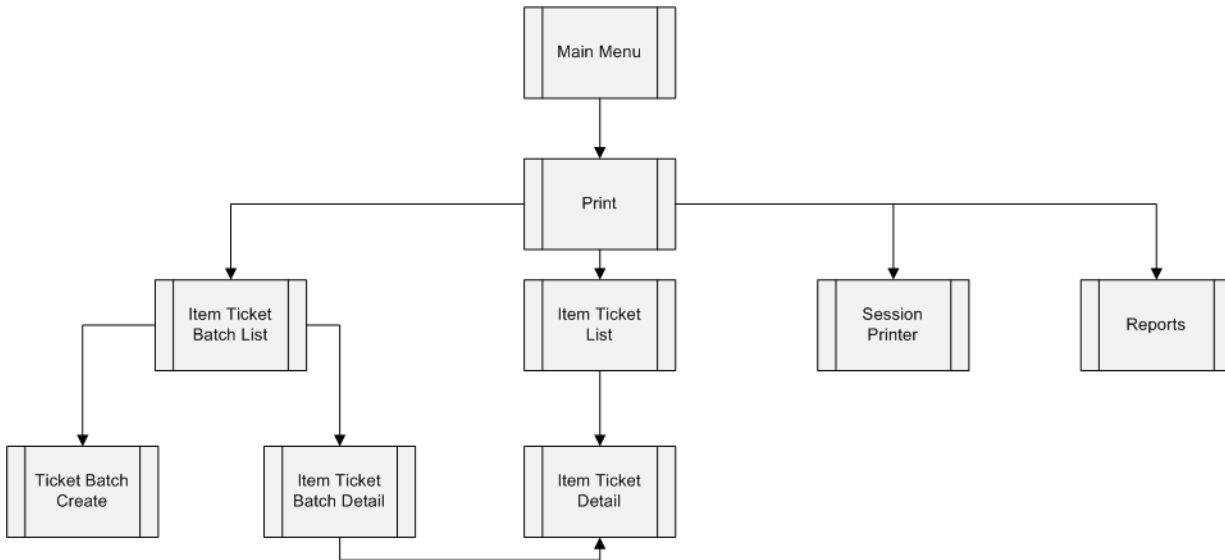 Main Menu
Print
Item Ticket
Batch List
Item Ticket
List
Session
Printer
Reports
Ticket Batch
Create
Item Ticket
Batch Detail
Item Ticket
Detail